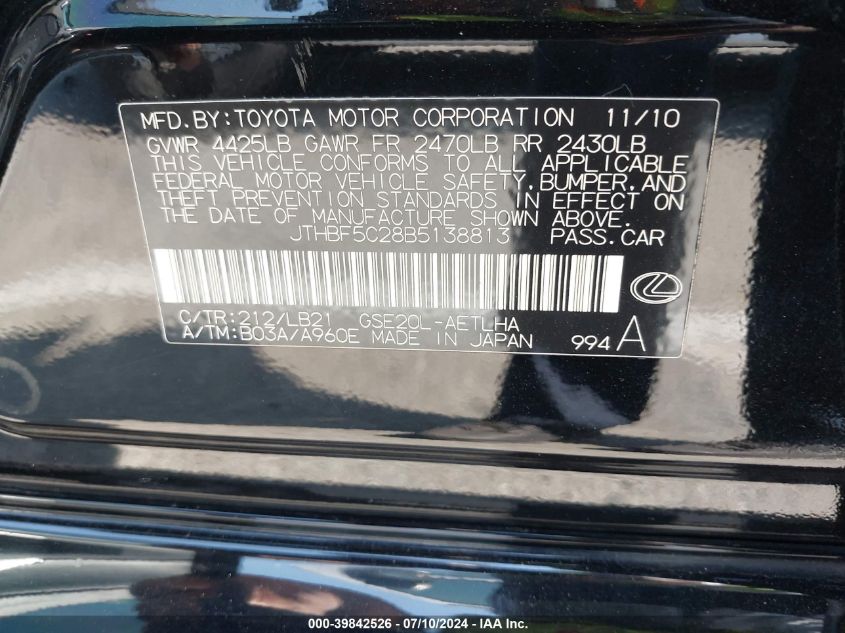 MFD.BY:TOYOTA MOTOR CORPORATION 11/10
GVWR 4425LB GAWR FR 2470LB RR 2430LB
THIS VEHICLE CONFORMS TO ALL APPLICABLE
FEDERAL MOTOR VEHICLE SAFETY,BUMPER,AND
THEFT PREVENTION STANDARDS IN EFFECT ON
THE DATE OF MANUFACTURE SHOWN ABOVE.
JTHBF5C28B5138813 PASS.CAR
C/TR:212/LB21 GSE20L-AETLHA
A/TM:B03A/A960E MADE IN JAPAN 994 A
000-39842526 - 07/10/2024 - IAA Inc.